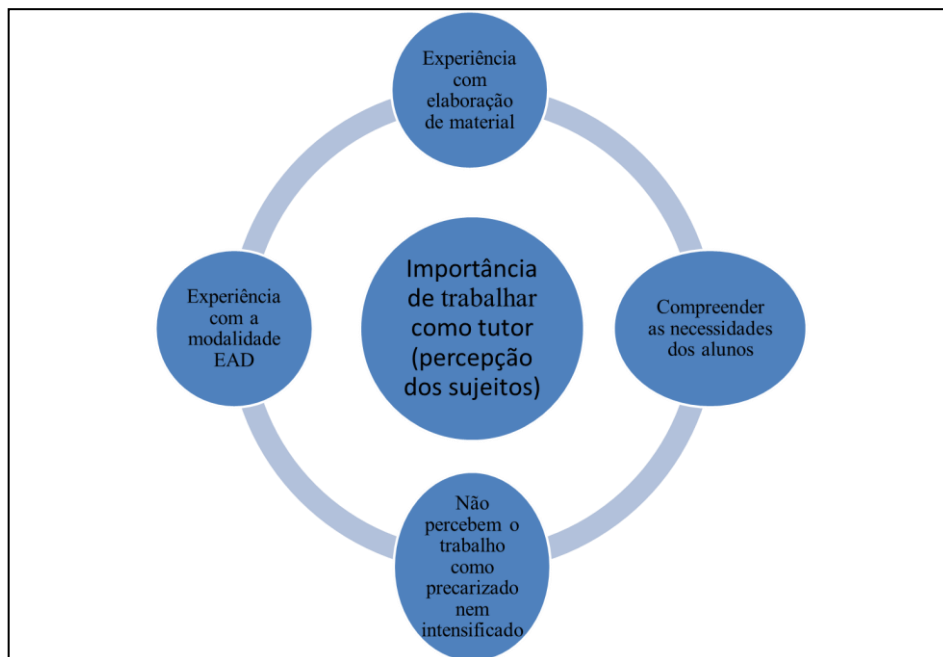 Experiência
com
elaboração
de material
Experiência
com a
modalidade
EAD
Importância
de trabalhar
como tutor
(percepção
dos sujeitos)
Compreender
as necessidades
dos alunos
Não
percebem o
trabalho
como
precarizado
nem
intensificado